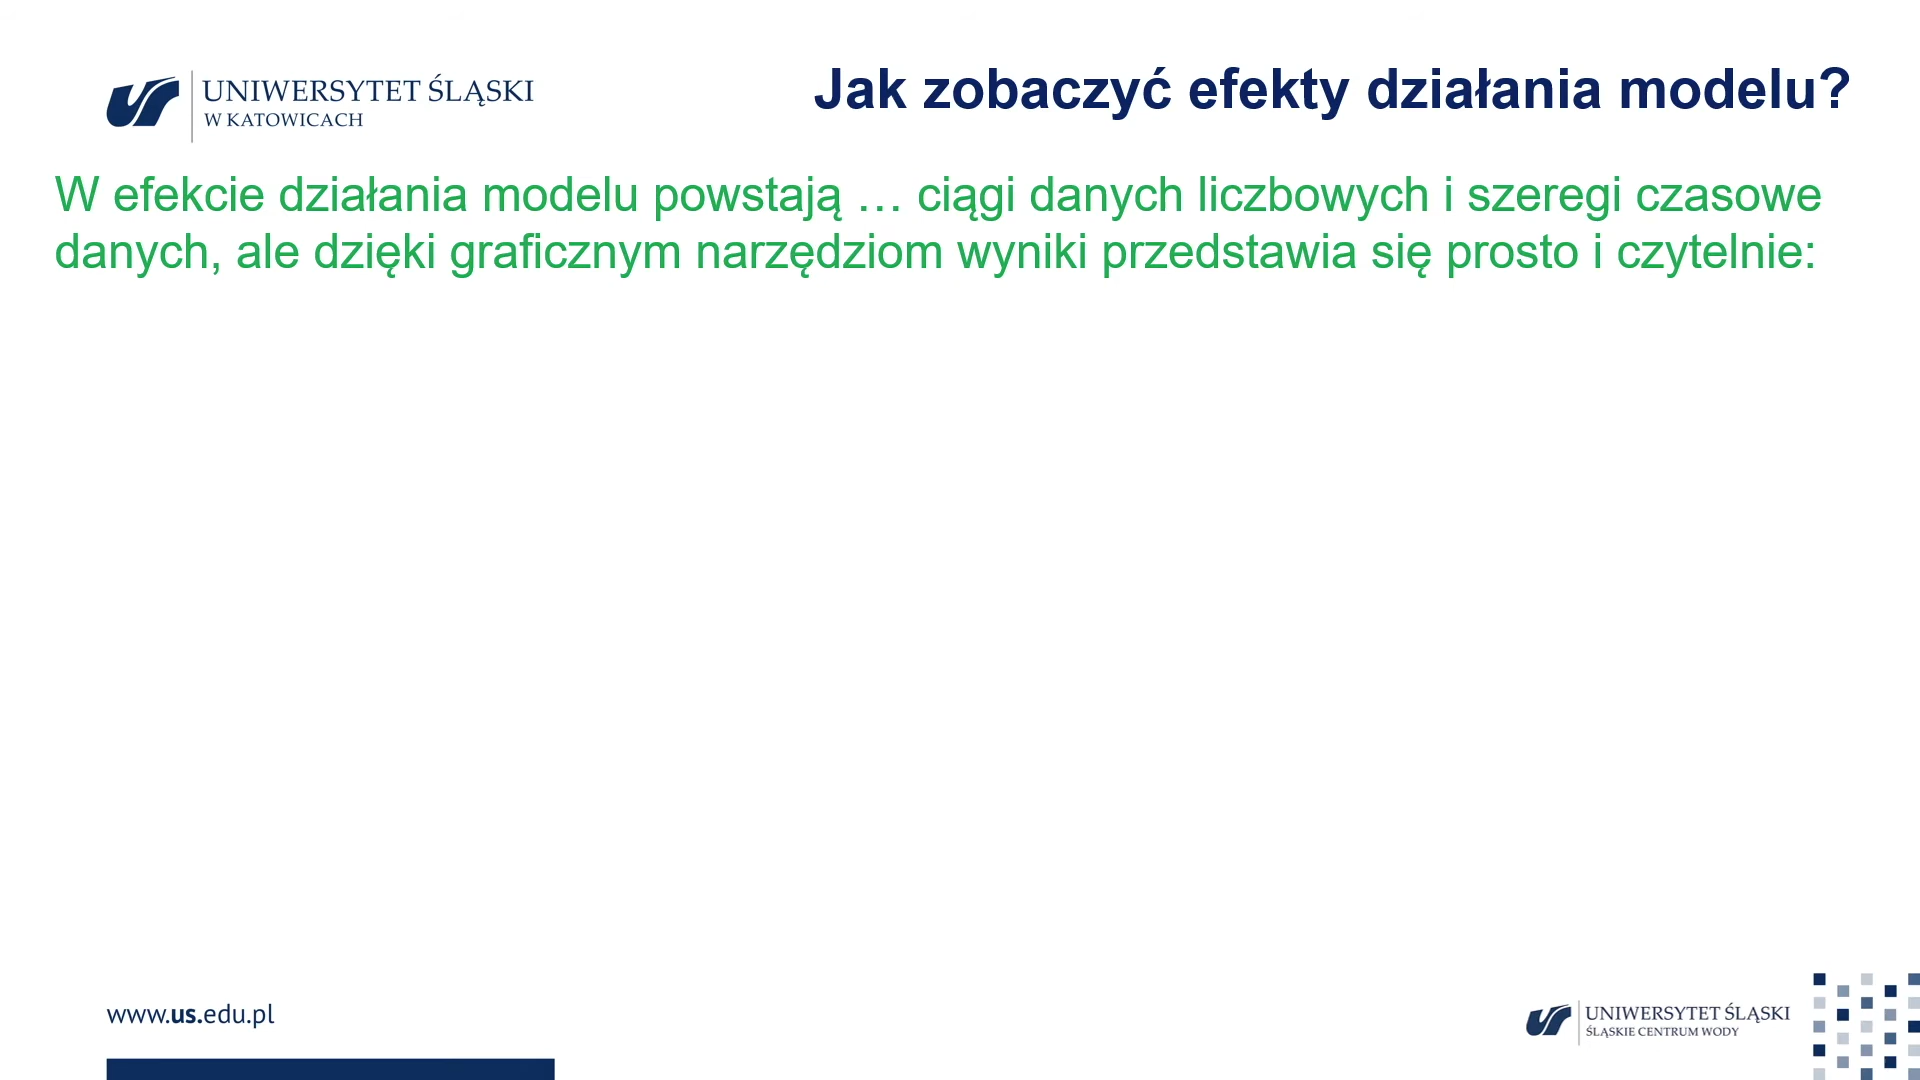 UNIWERSYTET ŚLĄSKI
W KATOWICACH
Jak zobaczyć efekty działania modelu?
W efekcie działania modelu powstają … ciągi danych liczbowych i szeregi czasowe
danych, ale dzięki graficznym narzędziom wyniki przedstawia się prosto i czytelnie:
www.us.edu.pl
UNIWERSYTET ŚLĄSKI
ŚLĄSKIE CENTRUM WODY